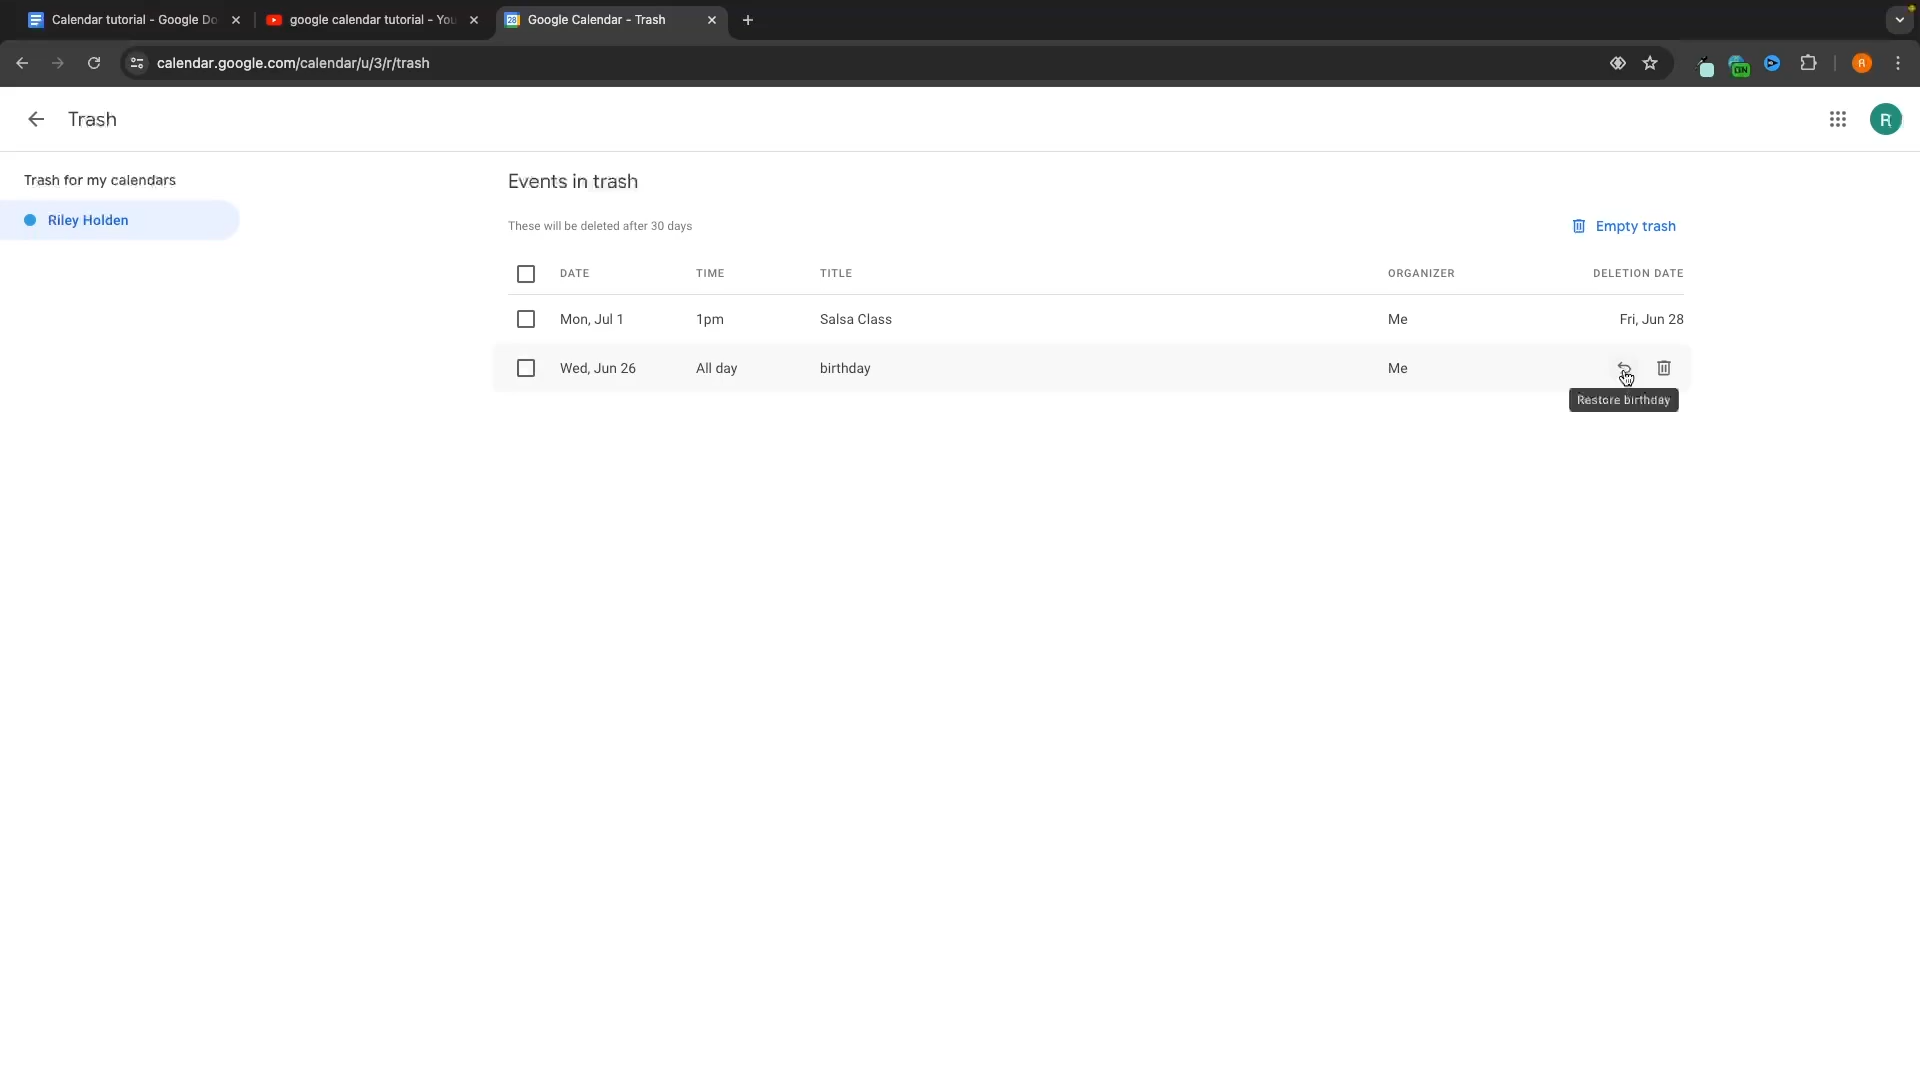 Calendar tutorial - Google Do
google calendar tutorial - You
28
Google Calendar - Trash
calendar.google.com/calendar/u/3/r/trash
ON
R
Trash
R
Trash for my calendars
Riley Holden
Events in trash
These will be deleted after 30 days
Empty trash
DATE TIME TITLE ORGANIZER DELETION DATE
Mon, Jul 1 1pm Salsa Class Me Fri, Jun 28
Wed, Jun 26 All day birthday Me
Restore birthday